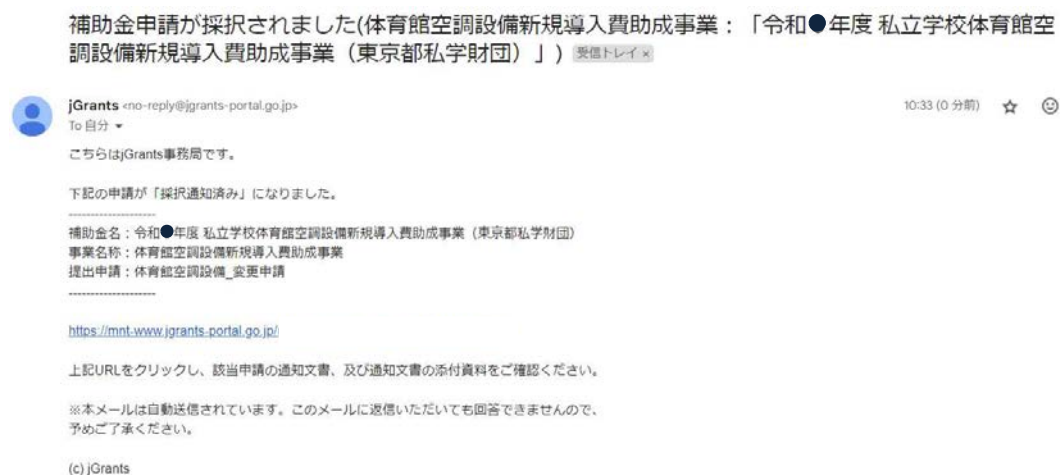 補助金申請が採択されました(体育館空調設備新規導入費助成事業：「令和●年度 私立学校体育館空
調設備新規導入費助成事業（東京都私学財団）」) 受信トレイ ×
jGrants <no-reply@jgrants-portal.go.jp>
10:33 (0 分前)
To 自分
こちらはjGrants事務局です。
下記の申請が「採択通知済み」になりました。
--------------------
補助金名：令和●年度 私立学校体育館空調設備新規導入費助成事業（東京都私学財団）
事業名称：体育館空調設備新規導入費助成事業
提出申請：体育館空調設備_変更申請
--------------------
https://mnt-www.jgrants-portal.go.jp/
上記URLをクリックし、該当申請の通知文書、及び通知文書の添付資料をご確認ください。
※本メールは自動送信されています。このメールに返信いただいても回答できませんので、
予めご了承ください。
(c) jGrants